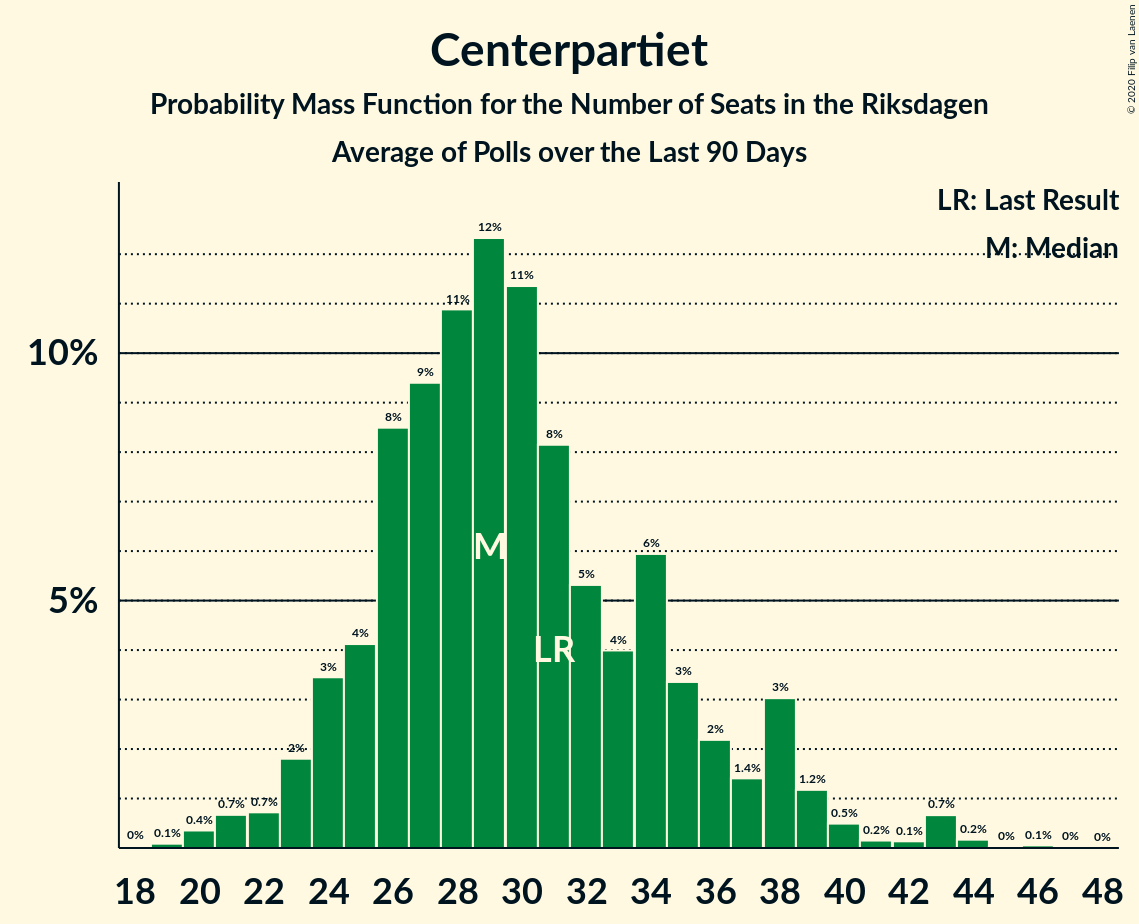 Centerpartiet
Probability Mass Function for the Number of Seats in the Riksdagen
Average of Polls over the Last 90 Days
© 2020 Filip van Laenen
LR: Last Result
M: Median
12%
11%
11%
10%
9%
8%
8%
M
6%
5%
5%
LR
4%
4%
3%
3%
3%
2%
2%
1.4%
1.2%
0% 0.1% 0.4% 0.7% 0.7% 0.5% 0.2% 0.1% 0.7% 0.2% 0% 0.1% 0% 0%
18 20 22 24 26 28 30 32 34 36 38 40 42 44 46 48